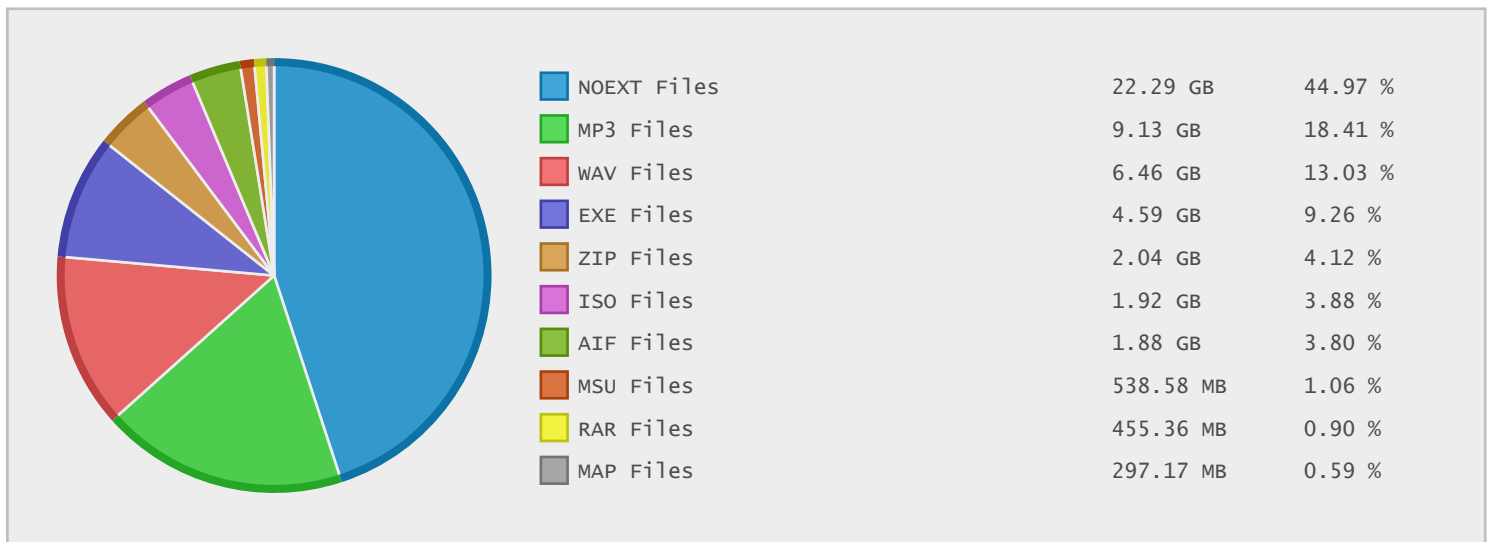 NOEXT Files 22.29 GB 44.97 %
MP3 Files 9.13 GB 18.41 %
WAV Files 6.46 GB 13.03 %
EXE Files 4.59 GB 9.26 %
ZIP Files 2.04 GB 4.12 %
ISO Files 1.92 GB 3.88 %
AIF Files 1.88 GB 3.80 %
MSU Files 538.58 MB 1.06 %
RAR Files 455.36 MB 0.90 %
MAP Files 297.17 MB 0.59 %